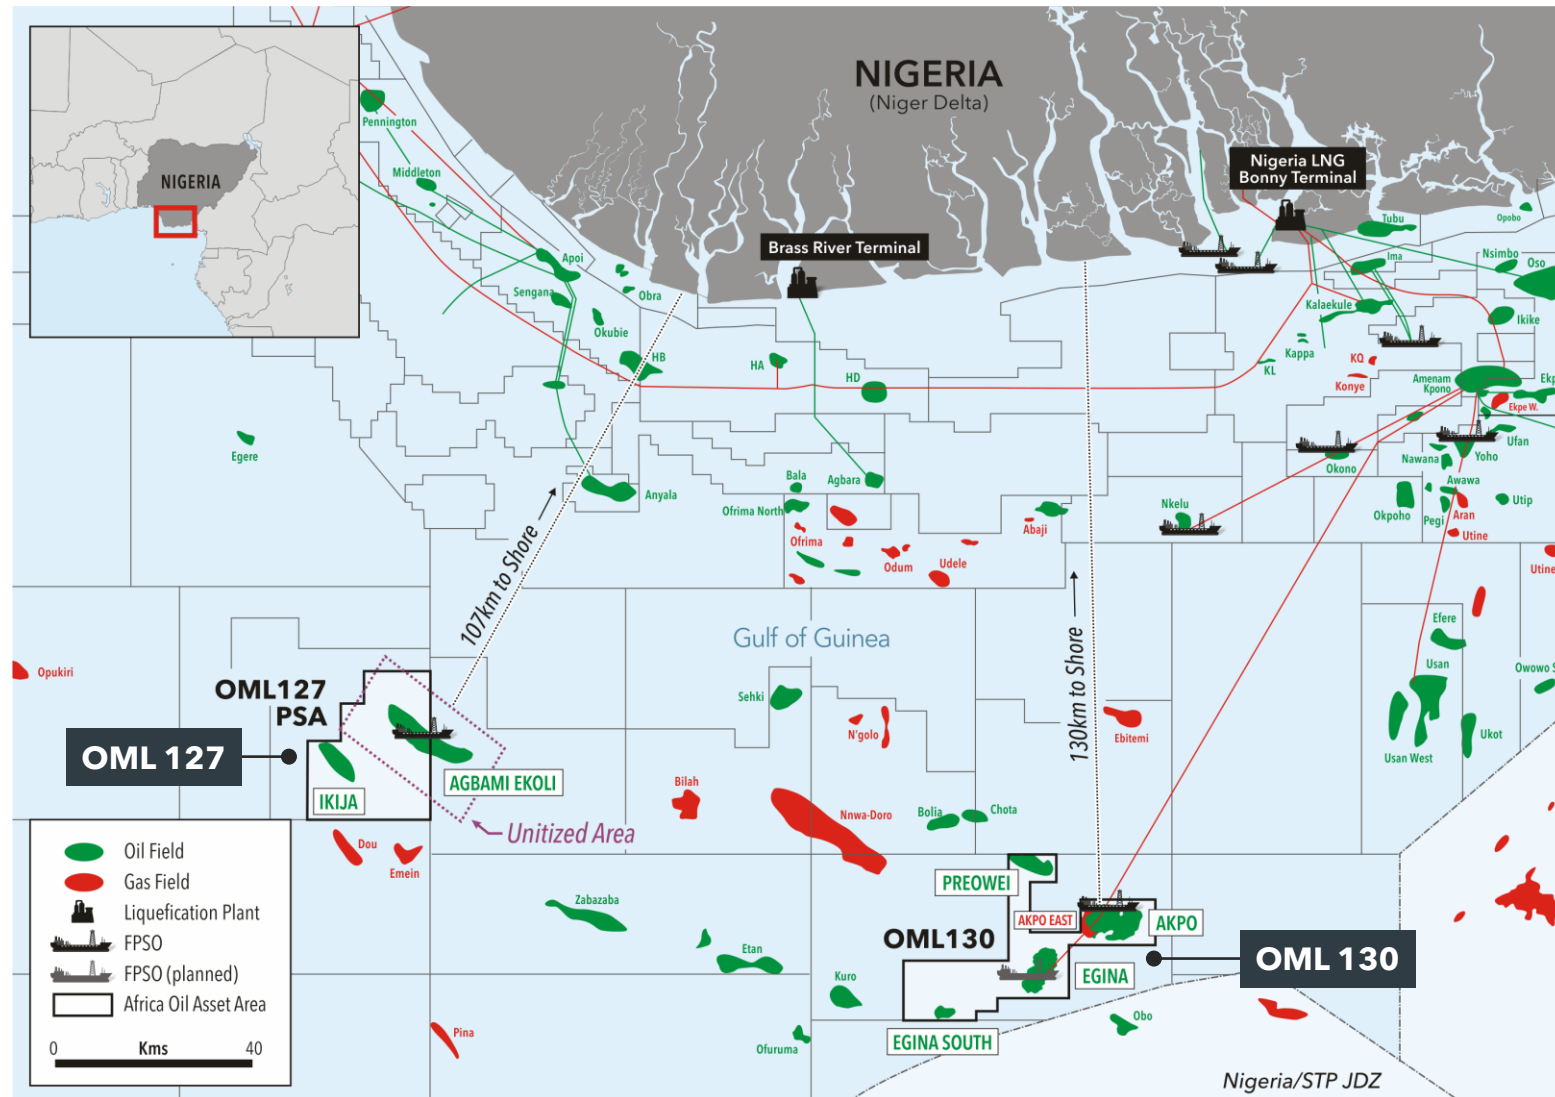 NIGERIA
(Niger Delta)
NIGERIA
Pennington
Middleton
Nigeria LNG
Bonny Terminal
Brass River Terminal
Tubu
Opobo
Ima
Nsimbo
Oso
Apoi
Sengana
Obra
Okubie
Kalaekule
Ikike
HB
HA
HD
Kappa
KL
KQ
Konye
Amenam
Kpono
Ekp
Ekpe W.
Ufan
Egere
Anyala
Bala
Agbara
Okono
Nawana
Yoho
Awawa
Ofrima North
Abaji
Nkelu
Okpoho
Pegi
Aran
Utip
Ofrima
Odum
Udele
Utine
Utine
107km to Shore
Gulf of Guinea
130km to Shore
Efere
Usan
Owowo S
Opukiri
OML127
PSA
Sehki
N'golo
Ebitemi
Ukot
Usan West
OML 127
IKIJA
AGBAMI EKOLI
Unitized Area
Bilah
Nnwa-Doro
Bolia
Chota
Dou
Emein
PREOWEI
AKPO EAST
AKPO
OML130
EGINA
OML 130
Zabazaba
Etan
Kuro
Pina
Ofuruma
EGINA SOUTH
Obo
Nigeria/STP JDZ
Oil Field
Gas Field
Liquefication Plant
FPSO
FPSO (planned)
Africa Oil Asset Area
0 Kms 40